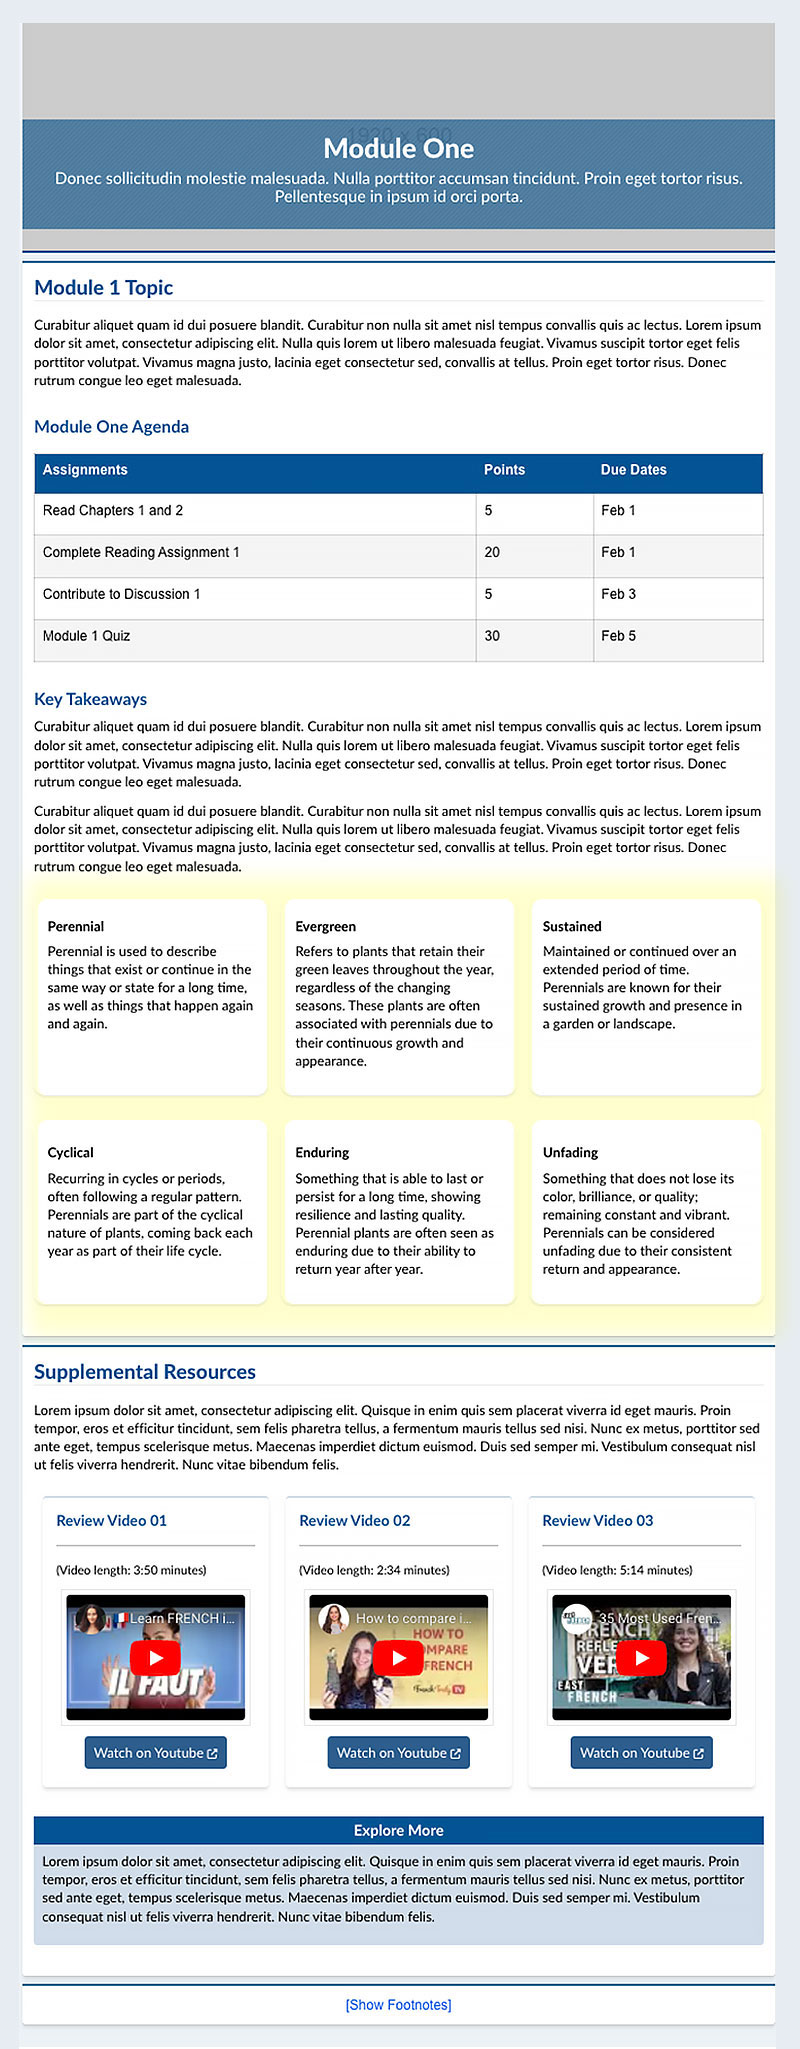 1920 x 600
Module One
Donec sollicitudin molestie malesuada. Nulla porttitor accumsan tincidunt. Proin eget tortor risus.
Pellentesque in ipsum id orci porta.
Module 1 Topic
Curabitur aliquet quam id dui posuere blandit. Curabitur non nulla sit amet nisl tempus convallis quis ac lectus. Lorem ipsum
dolor sit amet, consectetur adipiscing elit. Nulla quis lorem ut libero malesuada feugiat. Vivamus suscipit tortor eget felis
porttitor volutpat. Vivamus magna justo, lacinia eget consectetur sed, convallis at tellus. Proin eget tortor risus. Donec
rutrum congue leo eget malesuada.
Module One Agenda
Assignments Points Due Dates
Read Chapters 1 and 2 5 Feb 1
Complete Reading Assignment 1 20 Feb 1
Contribute to Discussion 1 5 Feb 3
Module 1 Quiz 30 Feb 5
Key Takeaways
Curabitur aliquet quam id dui posuere blandit. Curabitur non nulla sit amet nisl tempus convallis quis ac lectus. Lorem ipsum
dolor sit amet, consectetur adipiscing elit. Nulla quis lorem ut libero malesuada feugiat. Vivamus suscipit tortor eget felis
porttitor volutpat. Vivamus magna justo, lacinia eget consectetur sed, convallis at tellus. Proin eget tortor risus. Donec
rutrum congue leo eget malesuada.
Curabitur aliquet quam id dui posuere blandit. Curabitur non nulla sit amet nisl tempus convallis quis ac lectus. Lorem ipsum
dolor sit amet, consectetur adipiscing elit. Nulla quis lorem ut libero malesuada feugiat. Vivamus suscipit tortor eget felis
porttitor volutpat. Vivamus magna justo, lacinia eget consectetur sed, convallis at tellus. Proin eget tortor risus. Donec
rutrum congue leo eget malesuada.
Perennial
Perennial is used to describe
things that exist or continue in the
same way or state for a long time,
as well as things that happen again
and again.
Evergreen
Refers to plants that retain their
green leaves throughout the year,
regardless of the changing
seasons. These plants are often
associated with perennials due to
their continuous growth and
appearance.
Sustained
Maintained or continued over an
extended period of time.
Perennials are known for their
sustained growth and presence in
a garden or landscape.
Cyclical
Recurring in cycles or periods,
often following a regular pattern.
Perennials are part of the cyclical
nature of plants, coming back each
year as part of their life cycle.
Enduring
Something that is able to last or
persist for a long time, showing
resilience and lasting quality.
Perennial plants are often seen as
enduring due to their ability to
return year after year.
Unfading
Something that does not lose its
color, brilliance, or quality;
remaining constant and vibrant.
Perennials can be considered
unfading due to their consistent
return and appearance.
Supplemental Resources
Lorem ipsum dolor sit amet, consectetur adipiscing elit. Quisque in enim quis sem placerat viverra id eget mauris. Proin
tempor, eros et efficitur tincidunt, sem felis pharetra tellus, a fermentum mauris tellus sed nisi. Nunc ex metus, porttitor sed
ante eget, tempus scelerisque metus. Maecenas imperdiet dictum euismod. Duis sed semper mi. Vestibulum consequat nisl
ut felis viverra hendrerit. Nunc vitae bibendum felis.
Review Video 01
(Video length: 3:50 minutes)
Learn FRENCH i...
IL FAUT
Watch on Youtube
Review Video 02
(Video length: 2:34 minutes)
How to compare i...
HOW TO
COMPARE
FRENCH
Watch on Youtube
Review Video 03
(Video length: 5:14 minutes)
35 Most Used Fren...
FRENCH
EASY
FRENCH
Watch on Youtube
Explore More
Lorem ipsum dolor sit amet, consectetur adipiscing elit. Quisque in enim quis sem placerat viverra id eget mauris. Proin
tempor, eros et efficitur tincidunt, sem felis pharetra tellus, a fermentum mauris tellus sed nisi. Nunc ex metus, porttitor
sed ante eget, tempus scelerisque metus. Maecenas imperdiet dictum euismod. Duis sed semper mi. Vestibulum
consequat nisl ut felis viverra hendrerit. Nunc vitae bibendum felis.
[Show Footnotes]